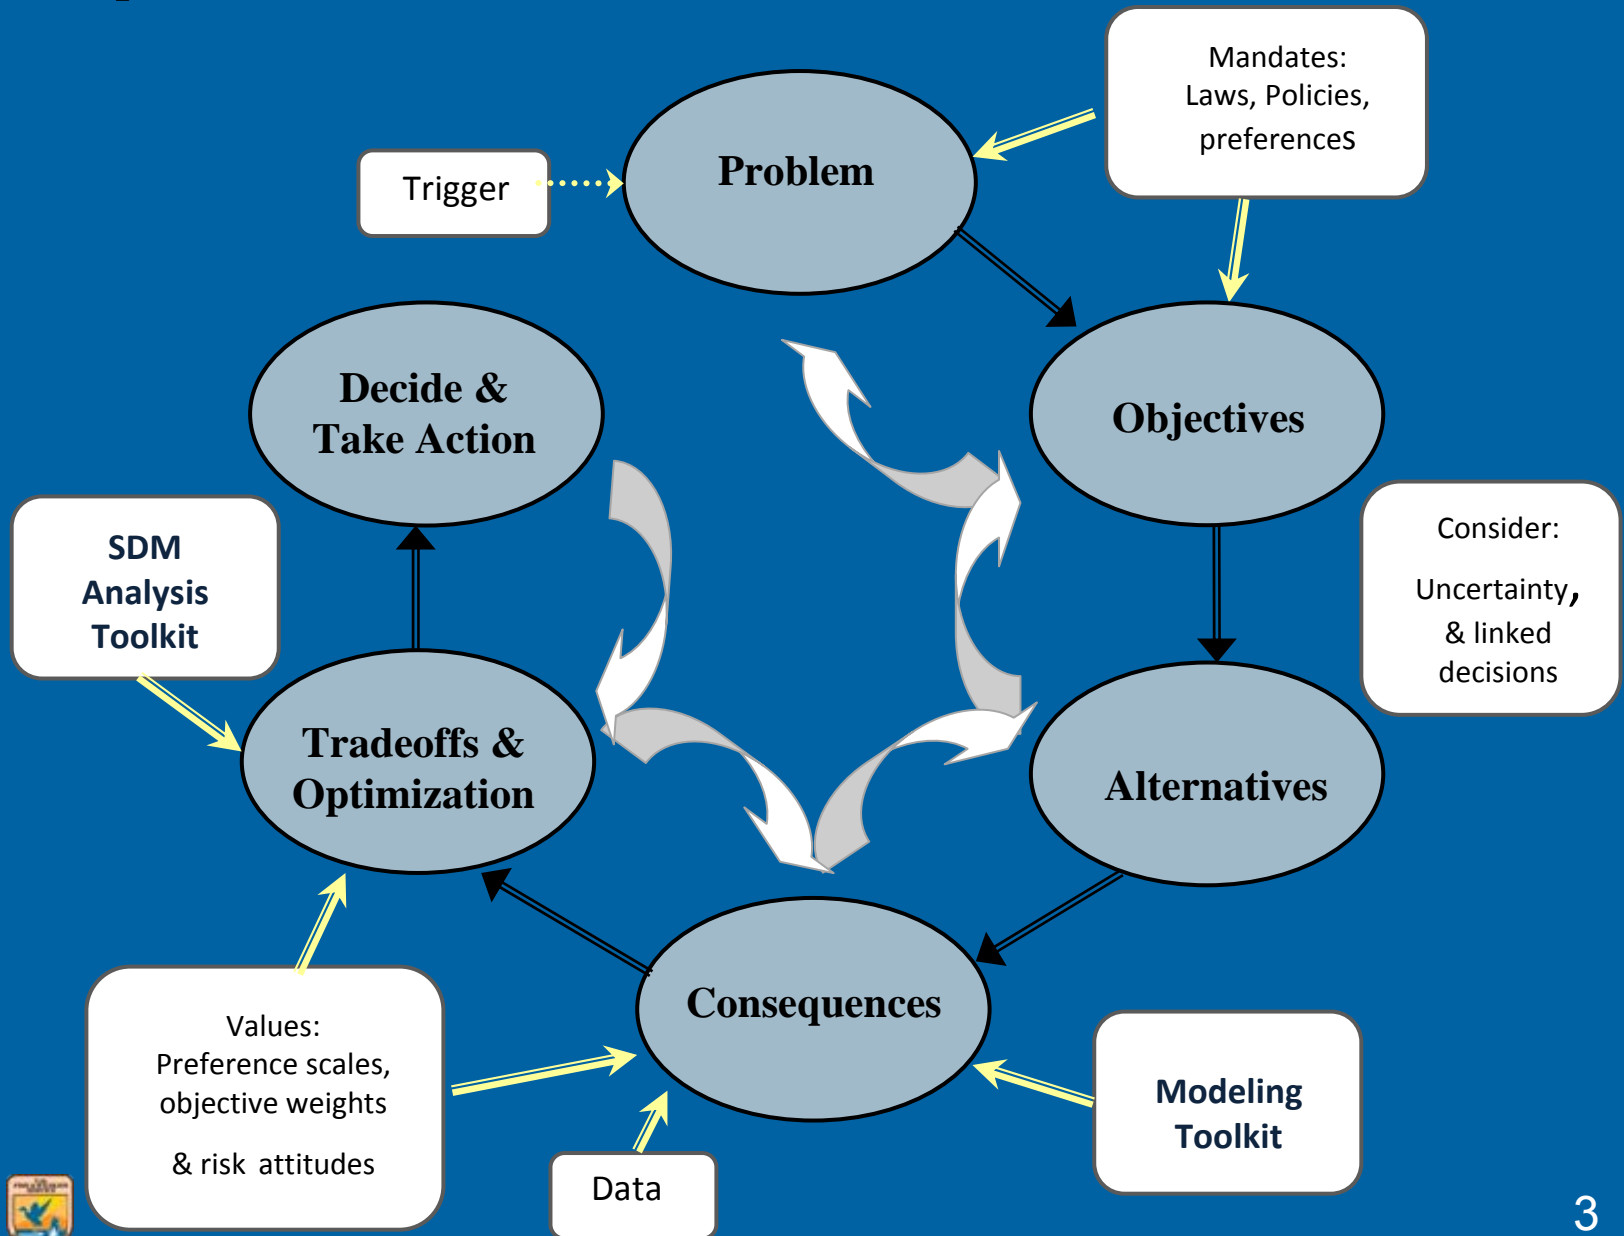 Mandates:
Laws, Policies,
preferences
Problem
Trigger
Decide &
Take Action
Objectives
SDM
Analysis
Toolkit
Consider:
Uncertainty,
& linked
decisions
Tradeoffs &
Optimization
Alternatives
Consequences
Values:
Preference scales,
objective weights
& risk attitudes
Modeling
Toolkit
Data
3